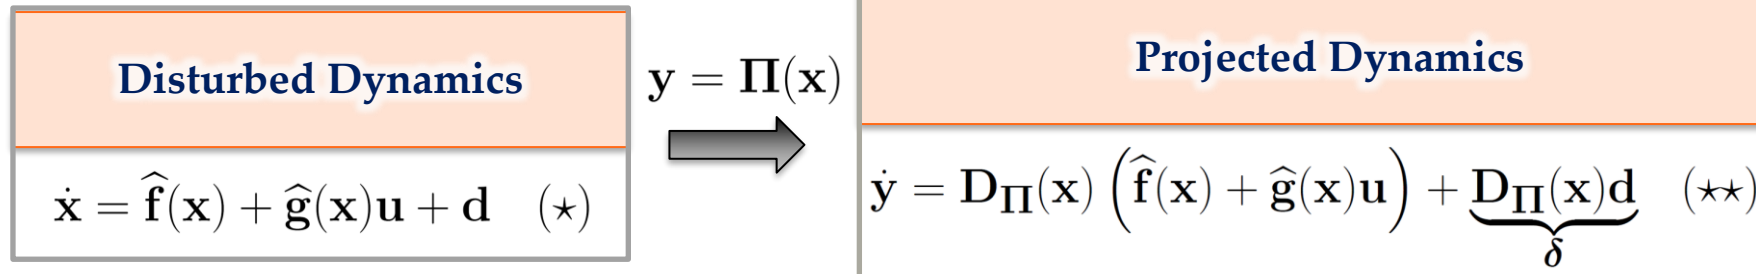 Disturbed Dynamics
ẋ = f̂(x) + ĝ(x)u + d (⋆)
y = Π(x)
Projected Dynamics
ẏ = D_Π(x) (f̂(x) + ĝ(x)u) + D_Π(x)d (⋆⋆)
δ